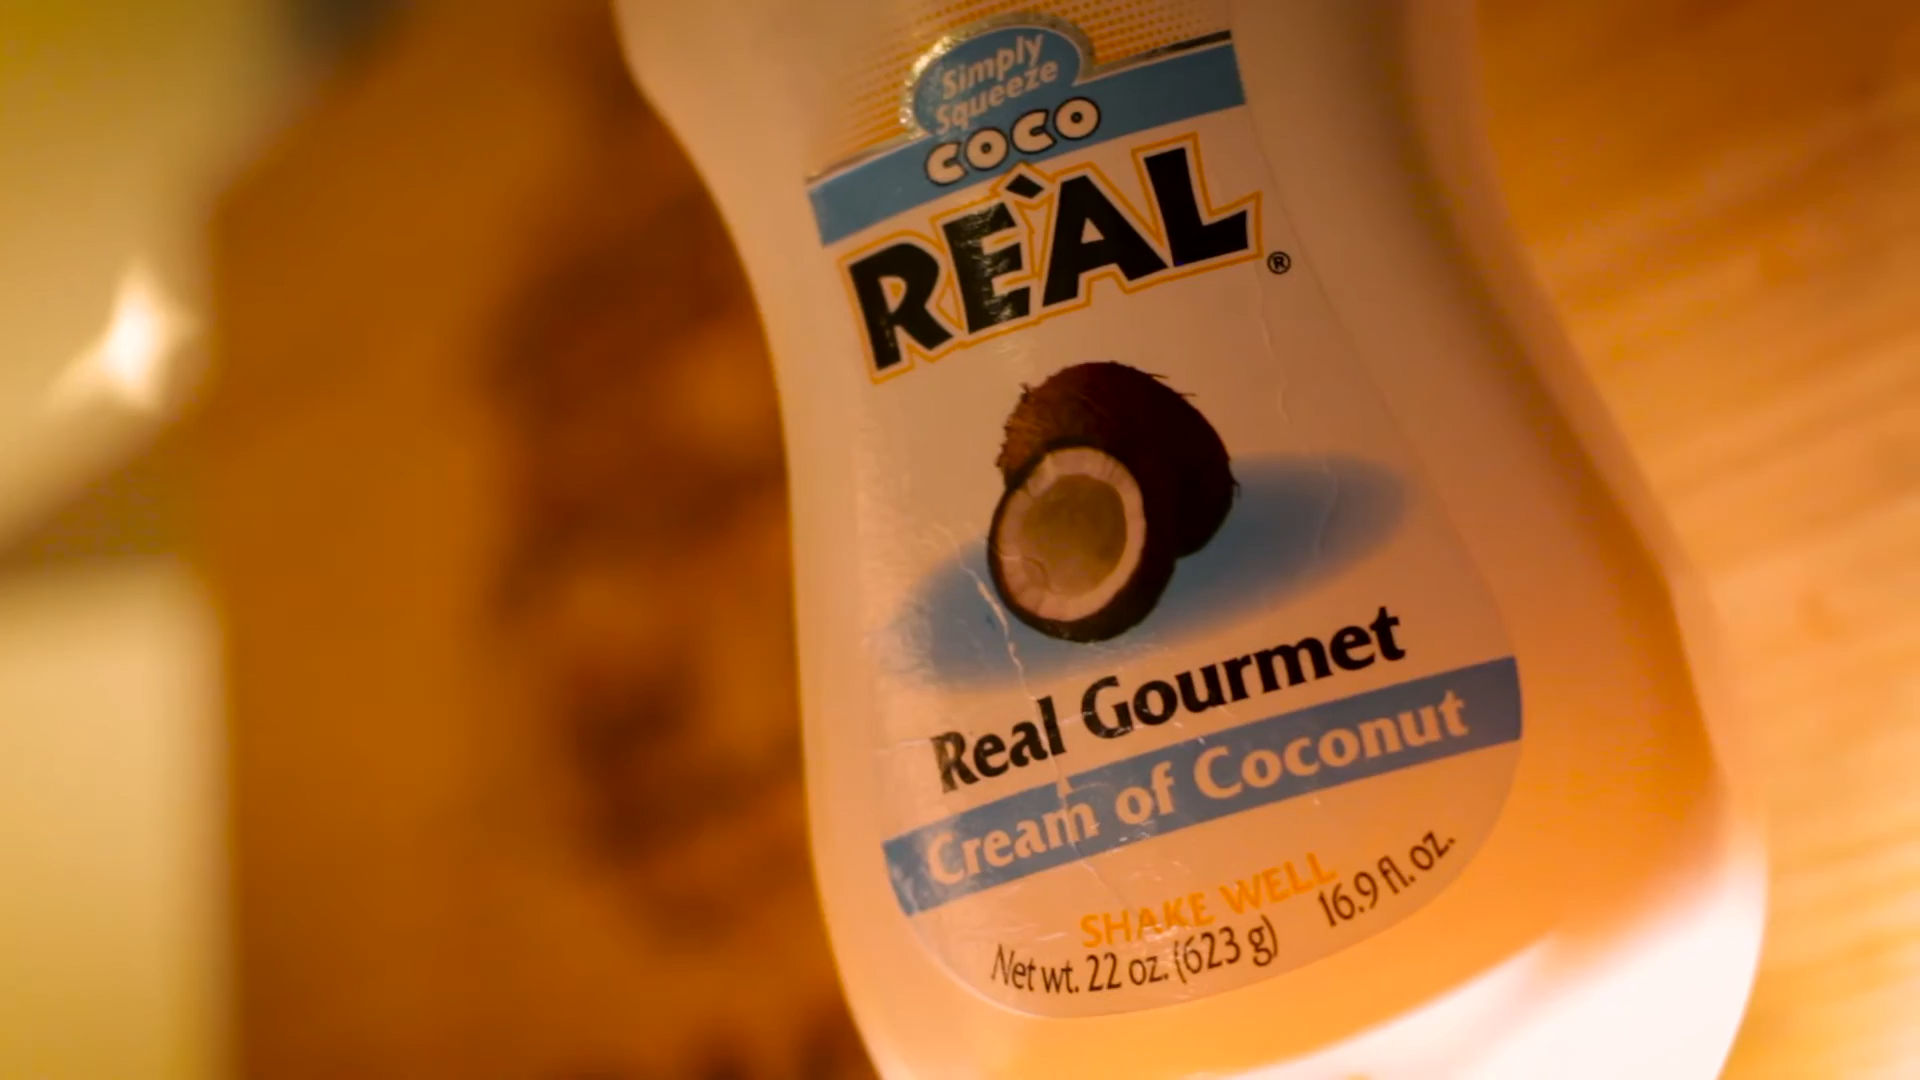 Simply
Squeeze
COCO
REÀL®
Real Gourmet
Cream of Coconut
SHAKE WELL
Net wt. 22 oz. (623 g) 16.9 fl. oz.